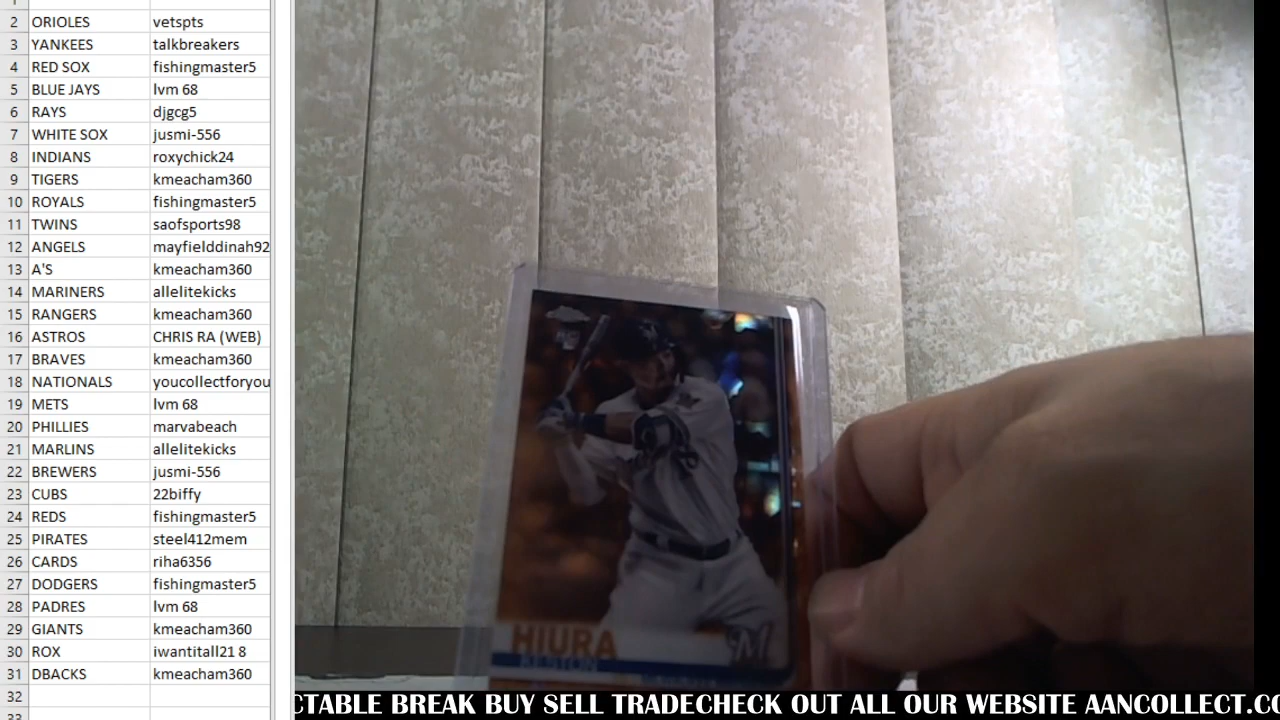 2 ORIOLES vetspts
3 YANKEES talkbreakers
4 RED SOX fishingmaster5
5 BLUE JAYS lvm 68
6 RAYS djgcg5
7 WHITE SOX jusmi-556
8 INDIANS roxychick24
9 TIGERS kmeacham360
10 ROYALS fishingmaster5
11 TWINS saofsports98
12 ANGELS mayfielddinah92
13 A'S kmeacham360
14 MARINERS allelitekicks
15 RANGERS kmeacham360
16 ASTROS CHRIS RA (WEB)
17 BRAVES kmeacham360
18 NATIONALS youcollectforyou
19 METS lvm 68
20 PHILLIES marvabeach
21 MARLINS allelitekicks
22 BREWERS jusmi-556
23 CUBS 22biffy
24 REDS fishingmaster5
25 PIRATES steel412mem
26 CARDS riha6356
27 DODGERS fishingmaster5
28 PADRES lvm 68
29 GIANTS kmeacham360
30 ROX iwantitall21 8
31 DBACKS kmeacham360
32
HIURA
KESTON
M
CTABLE BREAK BUY SELL TRADECHECK OUT ALL OUR WEBSITE AANCOLLECT.CO